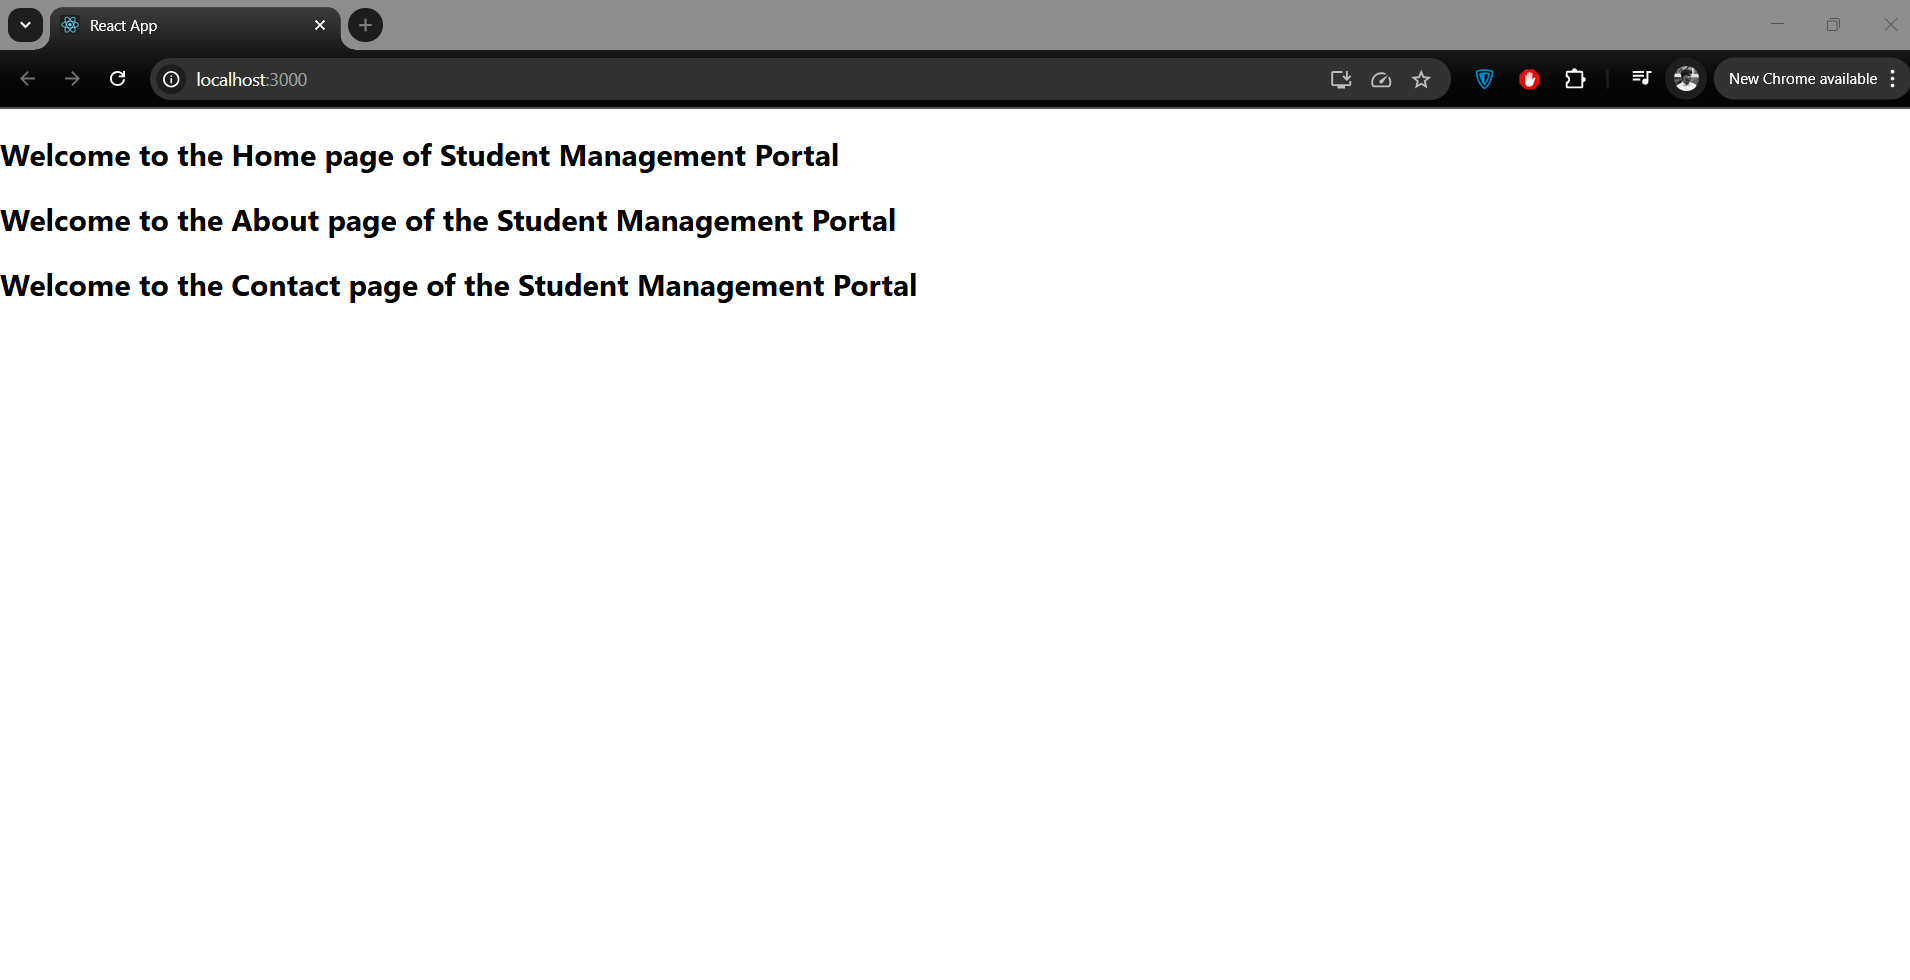 React App
localhost:3000
New Chrome available
Welcome to the Home page of Student Management Portal
Welcome to the About page of the Student Management Portal
Welcome to the Contact page of the Student Management Portal